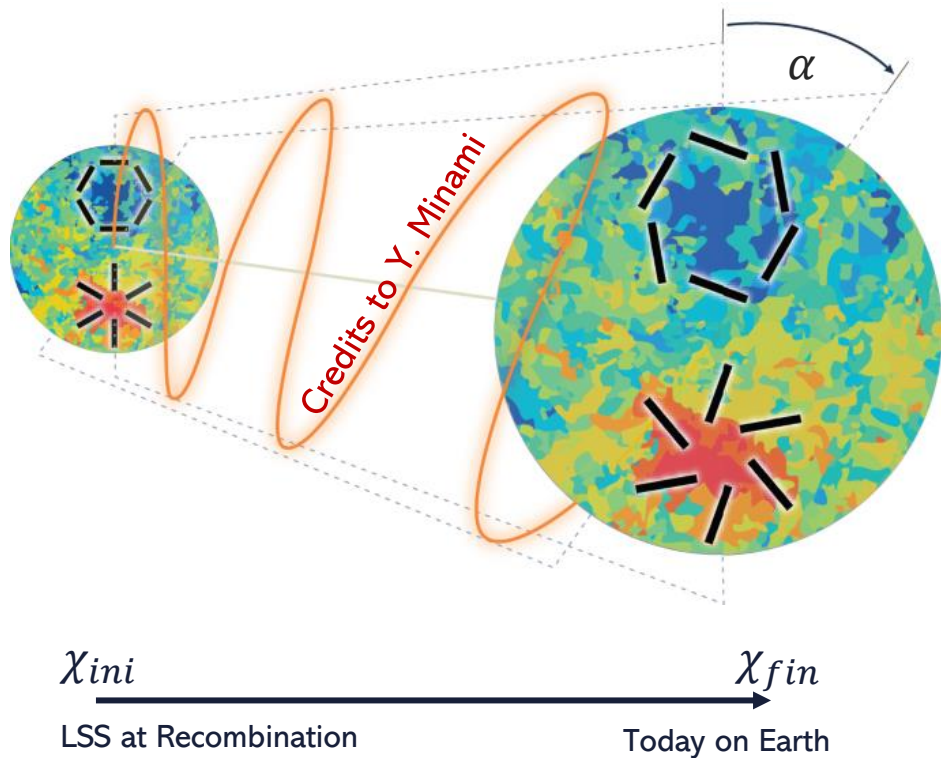 α
Credits to Y. Minami
χini χfin
LSS at Recombination
Today on Earth